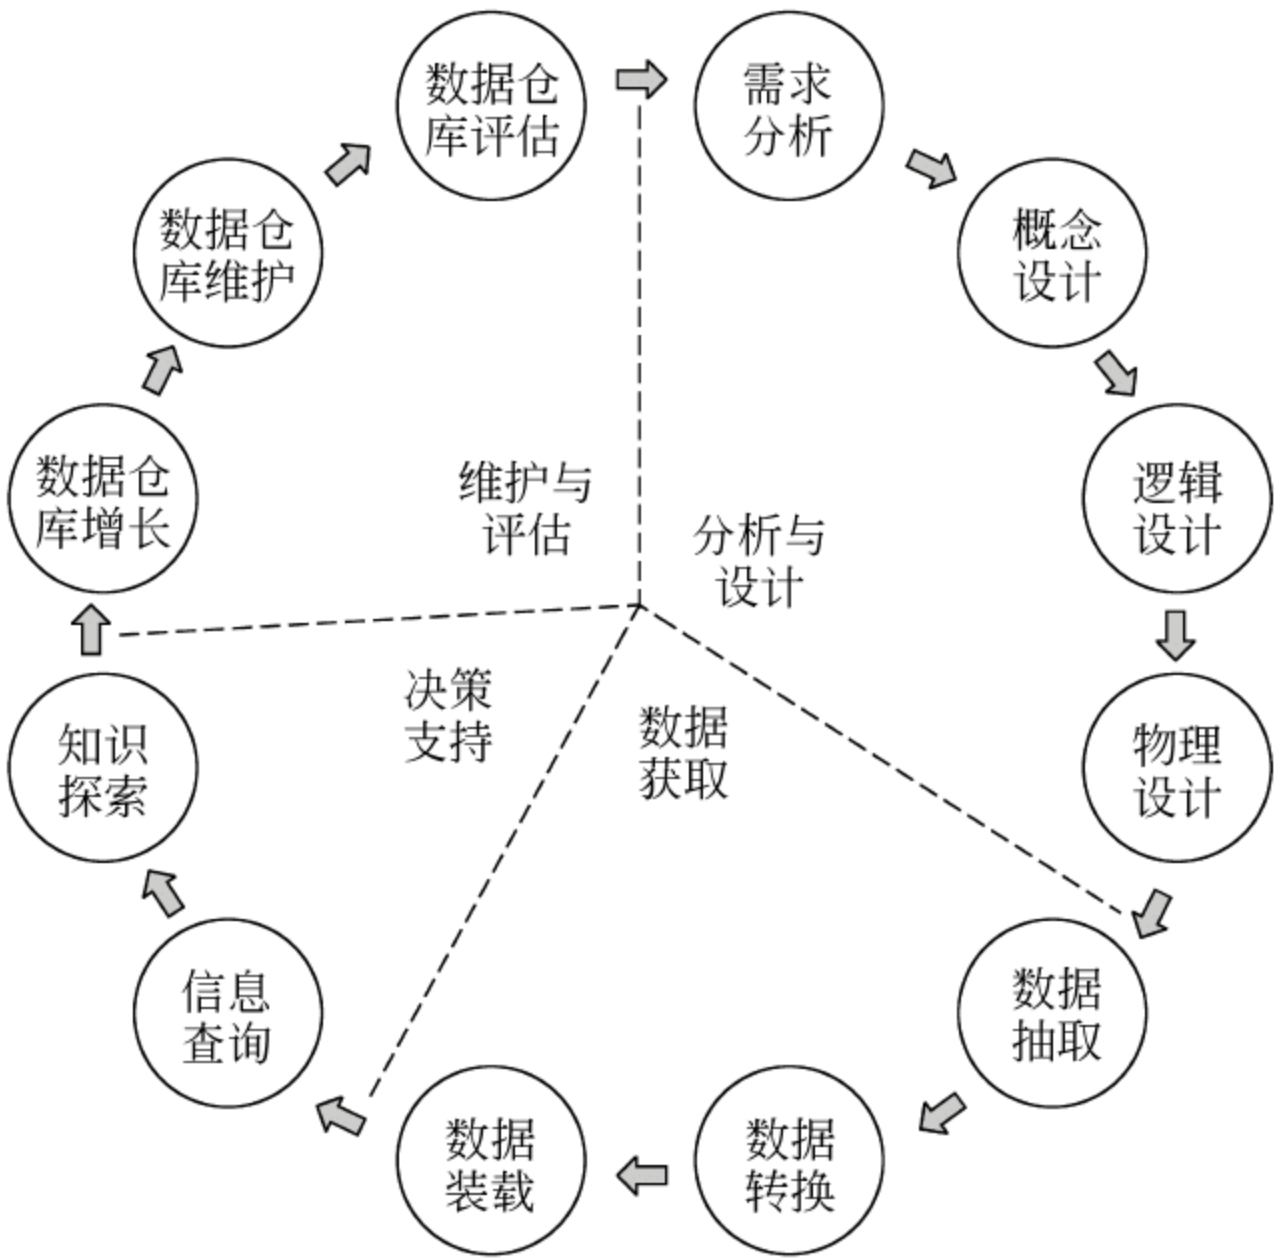 数据仓
库评估
需求
分析
概念
设计
逻辑
设计
物理
设计
数据
抽取
数据
转换
数据
装载
信息
查询
知识
探索
数据仓
库增长
数据仓
库维护
维护与
评估
分析与
设计
数据
获取
决策
支持